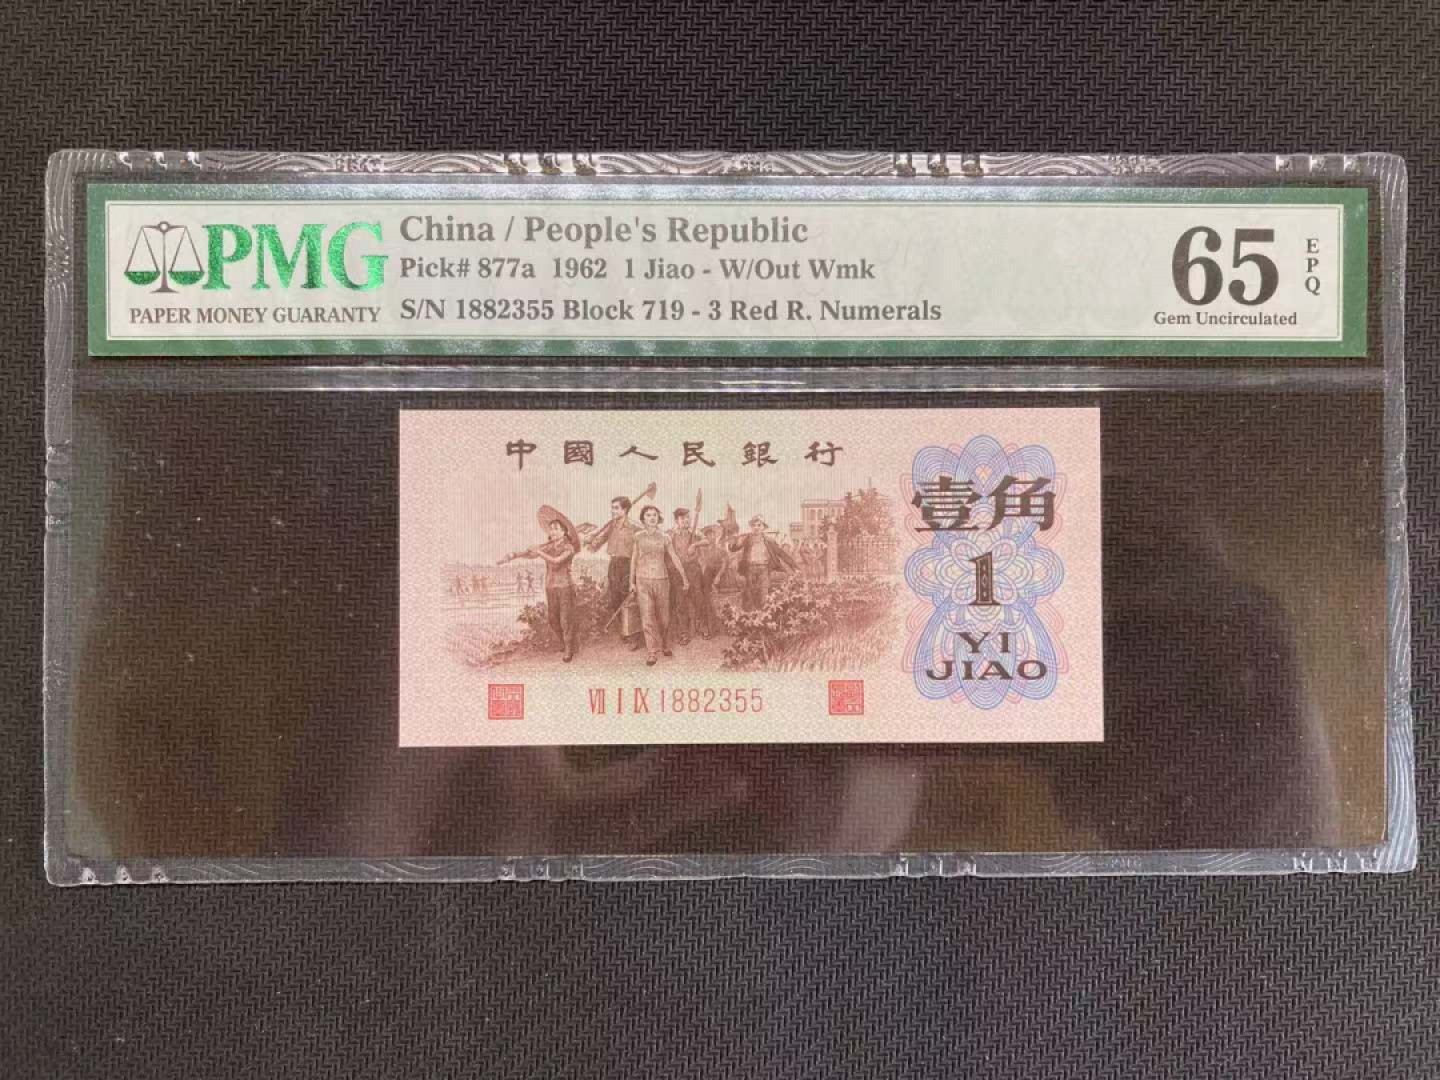 PMG
PAPER MONEY GUARANTY
China / People's Republic
Pick# 877a 1962 1 Jiao - W/Out Wmk
S/N 1882355 Block 719 - 3 Red R. Numerals
65
EPQ
Gem Uncirculated
中國人民銀行
壹角
1
YI
JIAO
VII I IX 1882355